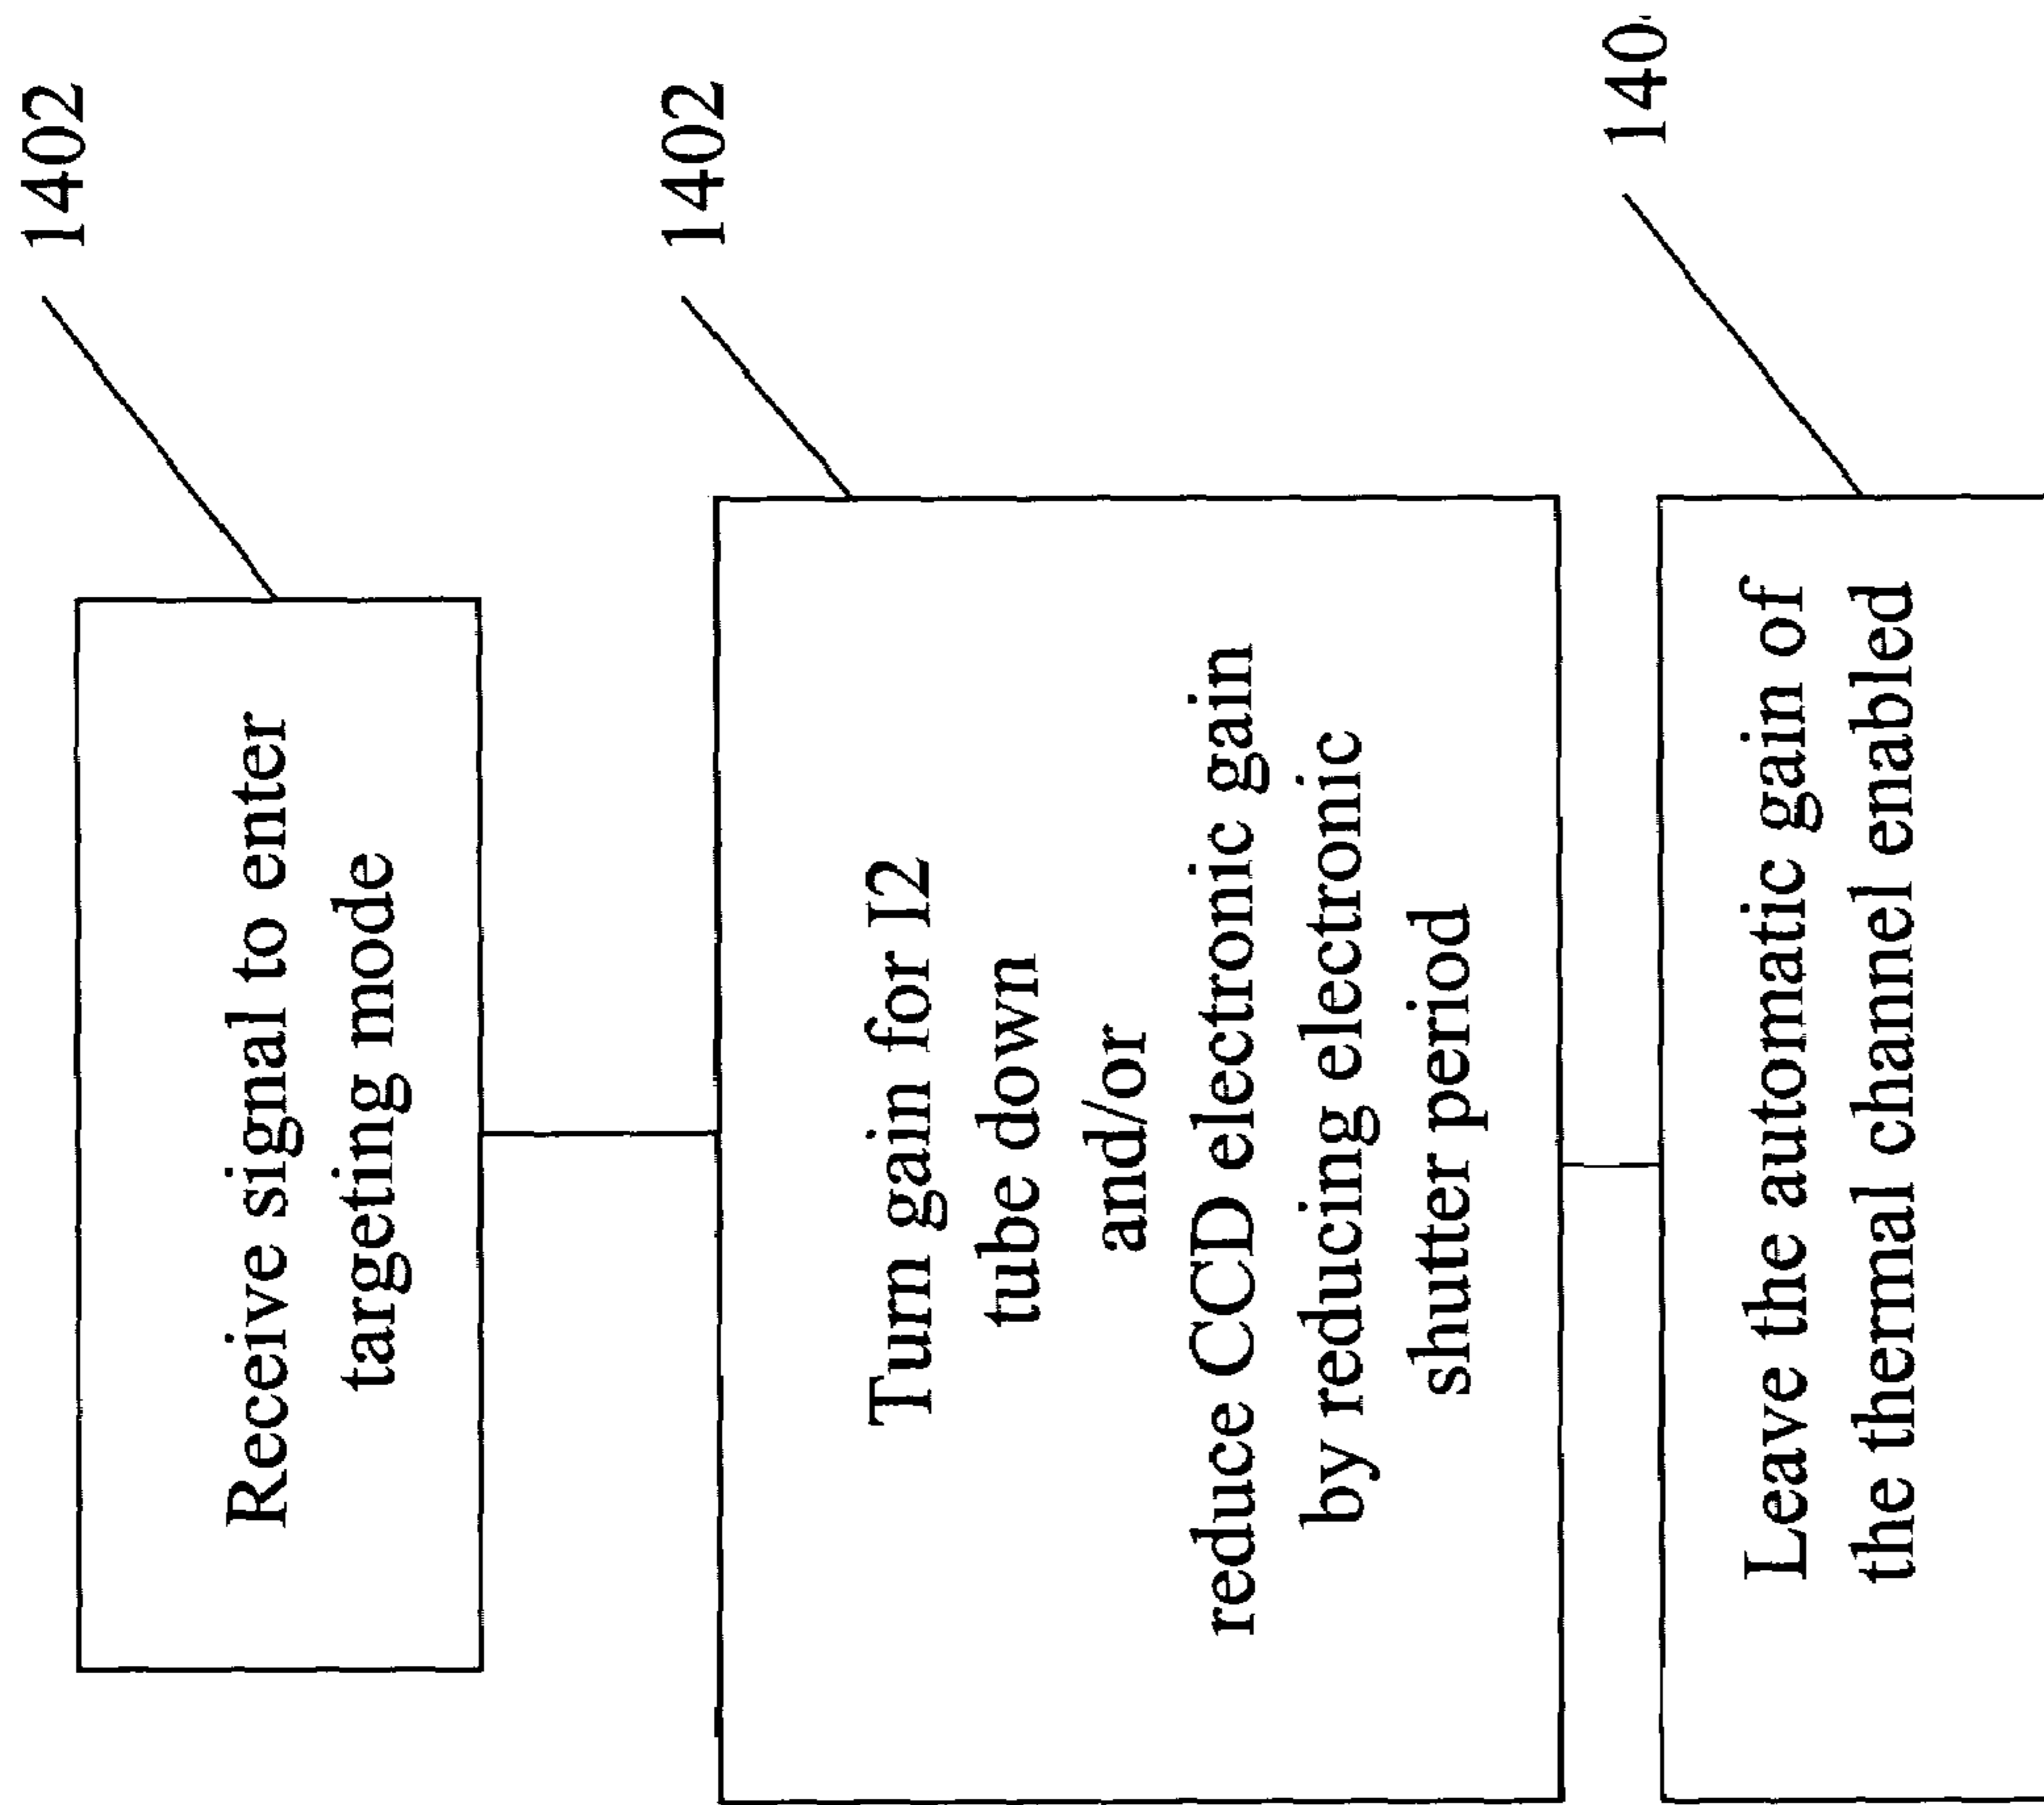 1402
Receive signal to enter
targeting mode
1402
Turn gain for I2
tube down
and/or
reduce CCD electronic gain
by reducing electronic
shutter period
Leave the automatic gain of
the thermal channel enabled